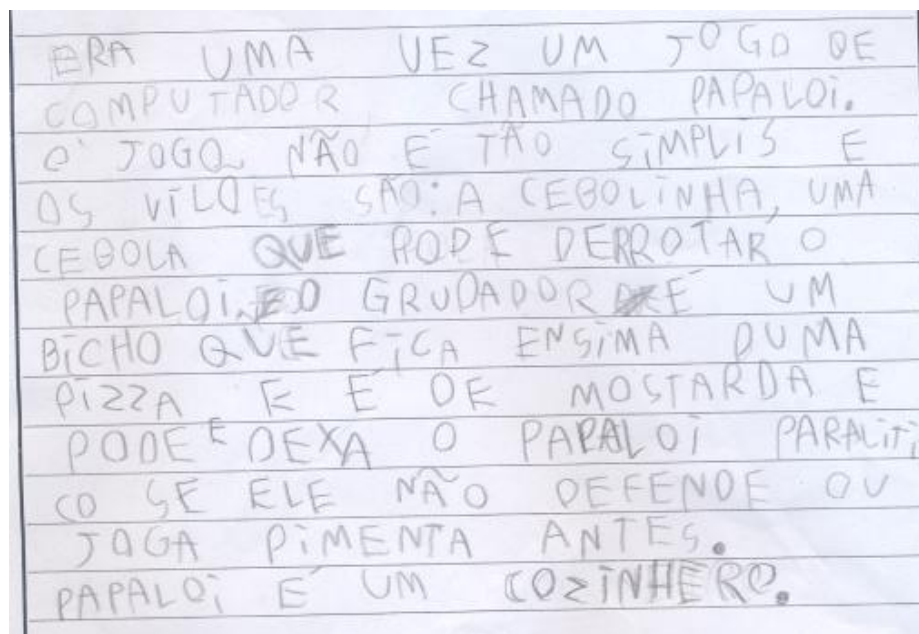 ERA UMA VEZ UM JOGO DE
COMPUTADOR CHAMADO PAPALOI.
O JOGO NÃO É TÃO SIMPLIS E
OS VILOES SÃO: A CEBOLINHA, UMA
CEBOLA QUE PODE DERROTAR O
PAPALOI. O GRUDADOR É UM
BICHO QUE FICA ENSIMA DUMA
PIZZA E É DE MOSTARDA E
PODE DEXA O PAPALOI PARALITI
CO SE ELE NÃO DEFENDE OU
JOGA PIMENTA ANTES.
PAPALOI É UM COZINHERO.